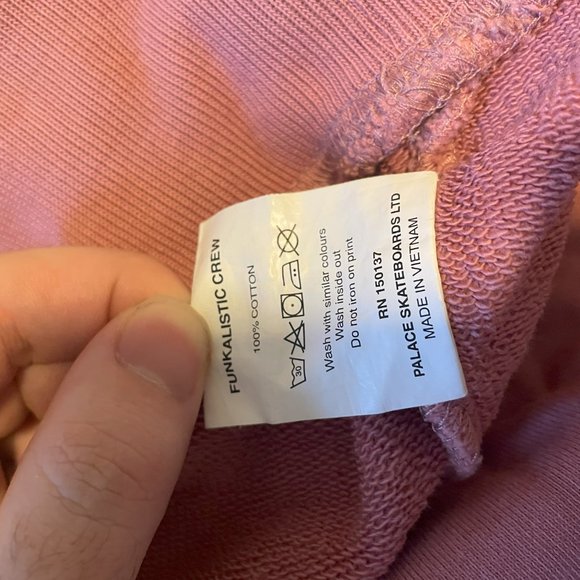 FUNKALISTIC CREW
100% COTTON
30
Wash with similar colours
Wash inside out
Do not iron on print
RN 150137
PALACE SKATEBOARDS LTD
MADE IN VIETNAM